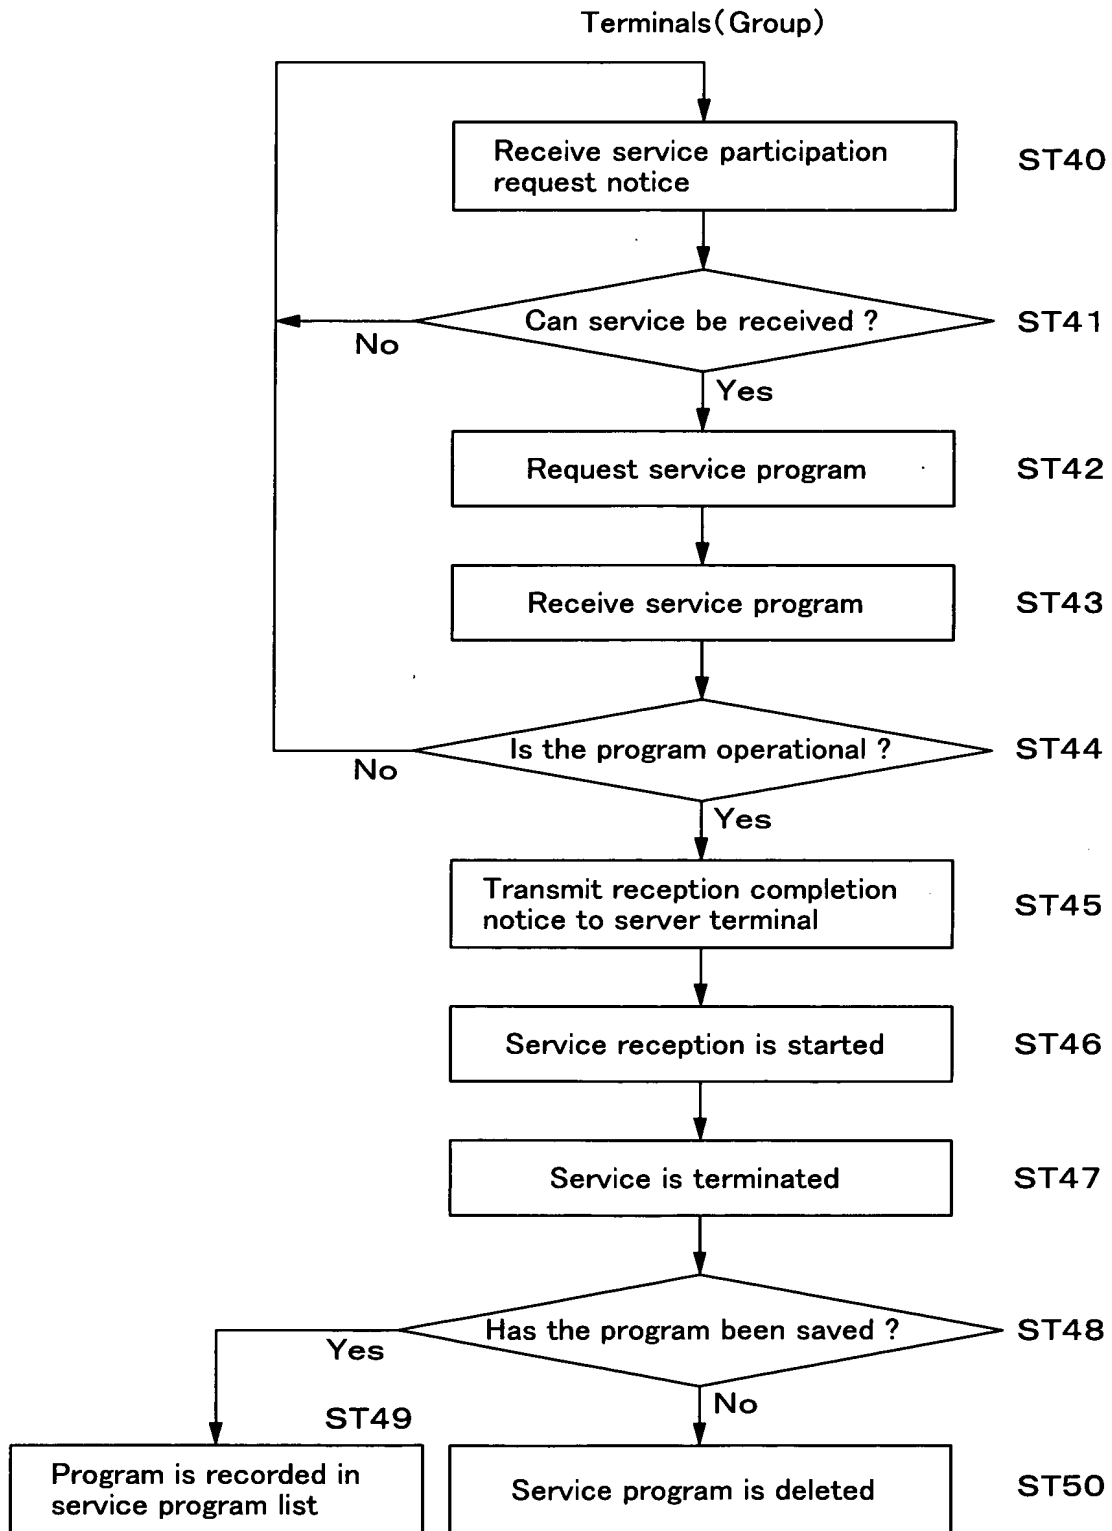 Terminals(Group)
Receive service participation
request notice
ST40
Can service be received ?
ST41
No
Yes
Request service program
ST42
Receive service program
ST43
Is the program operational ?
ST44
No
Yes
Transmit reception completion
notice to server terminal
ST45
Service reception is started
ST46
Service is terminated
ST47
Has the program been saved ?
ST48
Yes
No
ST49
Program is recorded in
service program list
Service program is deleted
ST50